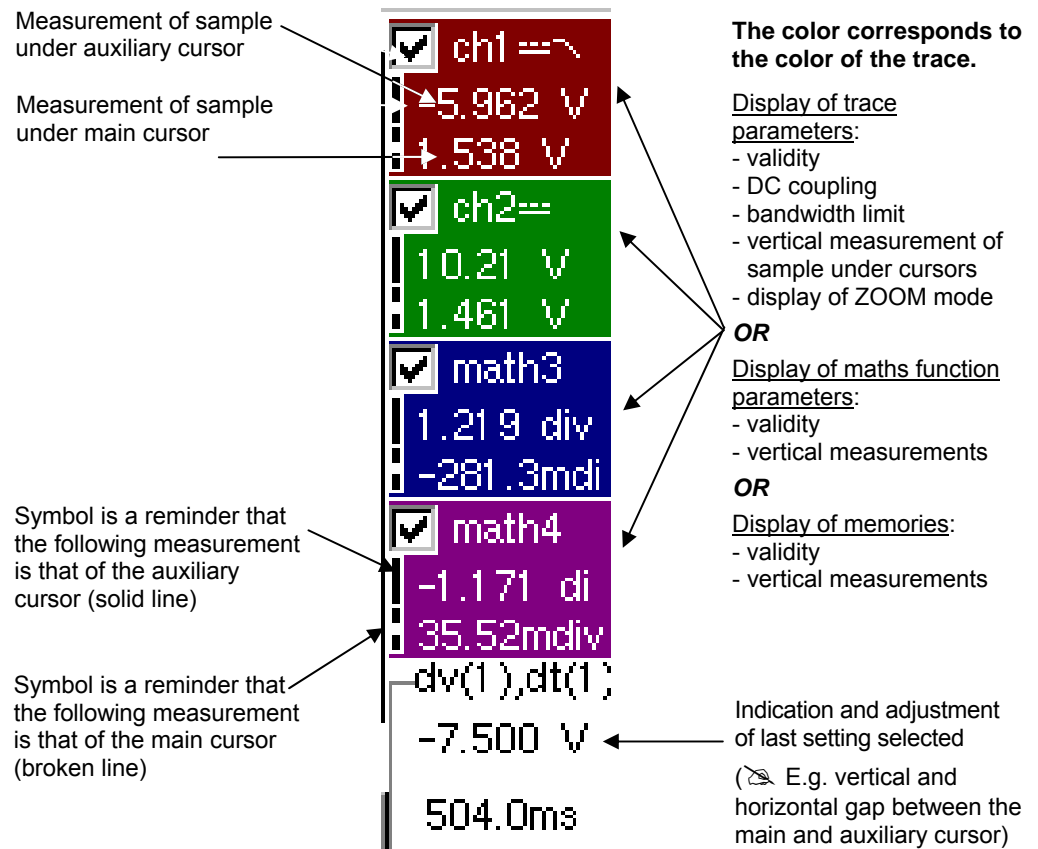 Measurement of sample
under auxiliary cursor
Measurement of sample
under main cursor
Symbol is a reminder that
the following measurement
is that of the auxiliary
cursor (solid line)
Symbol is a reminder that
the following measurement
is that of the main cursor
(broken line)
ch1
-5.962 V
1.538 V
ch2
10.21 V
1.461 V
math3
1.219 div
-281.3mdi
math4
-1.171 di
35.52mdiv
dv(1),dt(1)
-7.500 V
504.0ms
The color corresponds to
the color of the trace.
Display of trace
parameters:
- validity
- DC coupling
- bandwidth limit
- vertical measurement of
sample under cursors
- display of ZOOM mode
OR
Display of maths function
parameters:
- validity
- vertical measurements
OR
Display of memories:
- validity
- vertical measurements
Indication and adjustment
of last setting selected
(✎ E.g. vertical and
horizontal gap between the
main and auxiliary cursor)